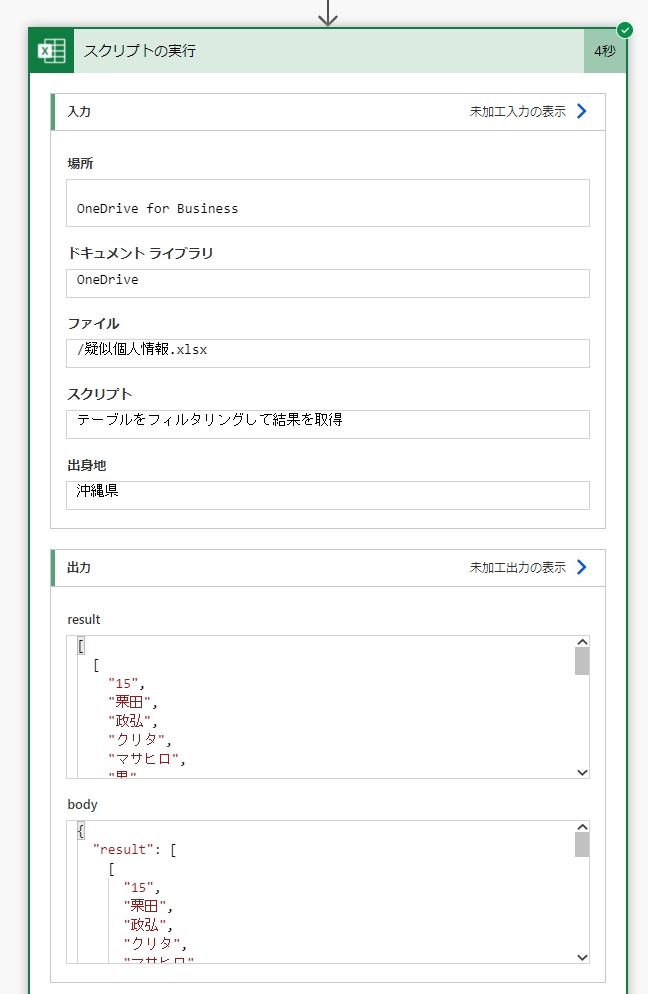 スクリプトの実行
4秒
入力
未加工入力の表示
場所
OneDrive for Business
ドキュメント ライブラリ
OneDrive
ファイル
/疑似個人情報.xlsx
スクリプト
テーブルをフィルタリングして結果を取得
出身地
沖縄県
出力
未加工出力の表示
result
[
[
"15",
"栗田",
"政弘",
"クリタ",
"マサヒロ",
"男"
body
{
"result": [
[
"15",
"栗田",
"政弘",
"クリタ",
"マサヒロ"